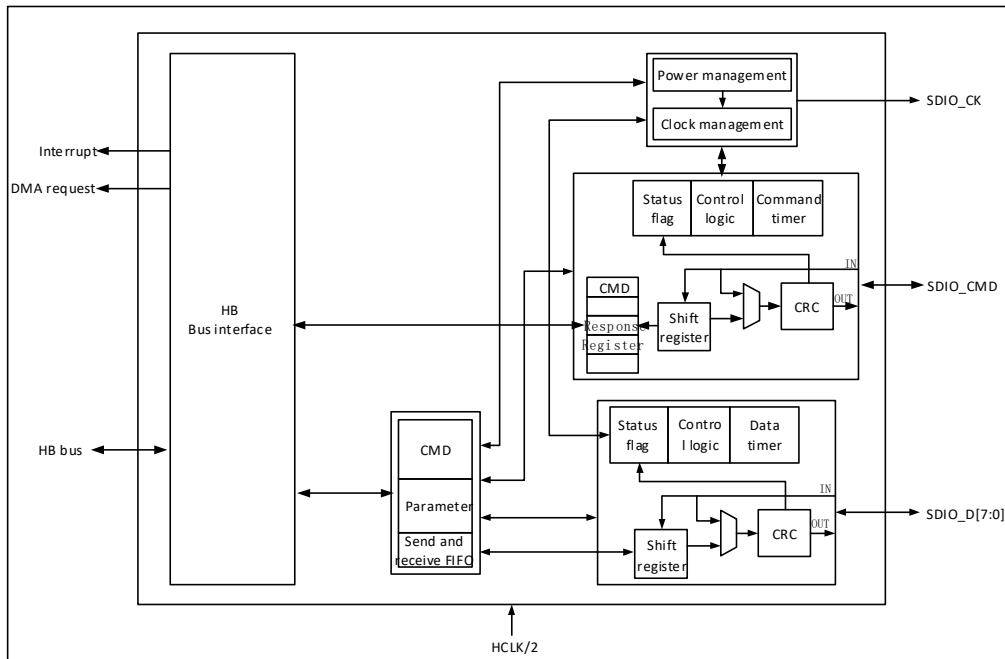 Power management
SDIO_CK
Clock management
Interrupt
DMA request
Status
flag
Control
logic
Command
timer
IN
CMD
SDIO_CMD
OUT
CRC
Shift
register
Response
Register
HB
Bus interface
Status
flag
Contro
l logic
Data
timer
CMD
HB bus
IN
Parameter
SDIO_D[7:0]
OUT
CRC
Send and
receive FIFO
Shift
register
HCLK/2